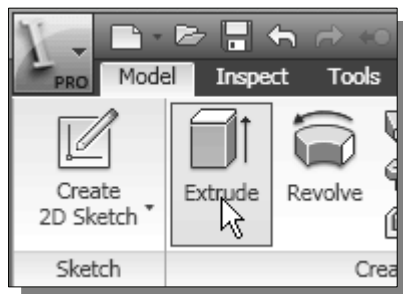 PRO
Model Inspect Tools
Create
2D Sketch
Extrude
Revolve
Sketch
Crea